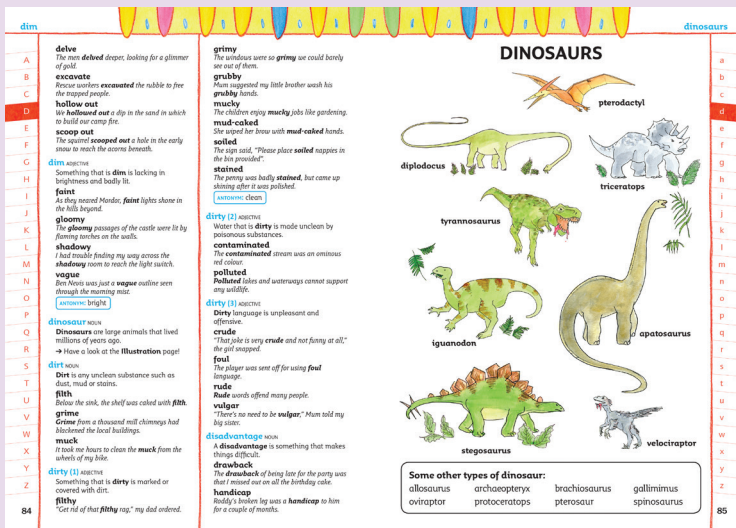 dim
dinosaurs
A
B
C
D
E
F
G
H
I
J
K
L
M
N
O
P
Q
R
S
T
U
V
W
X
Y
Z
84
delve
The men delved deeper, looking for a glimmer
of gold.
excavate
Rescue workers excavated the rubble to free
the trapped people.
hollow out
We hollowed out a dip in the sand in which
to build our camp fire.
scoop out
The squirrel scooped out a hole in the early
snow to reach the acorns beneath.
dim ADJECTIVE
Something that is dim is lacking in
brightness and badly lit.
faint
As they neared Mordar, faint lights shone in
the hills beyond.
gloomy
The gloomy passages of the castle were lit by
flaming torches on the walls.
shadowy
I had trouble finding my way across the
shadowy room to reach the light switch.
vague
Ben Nevis was just a vague outline seen
through the morning mist.
ANTONYM: bright
dinosaur NOUN
Dinosaurs are large animals that lived
millions of years ago.
→ Have a look at the Illustration page!
dirt NOUN
Dirt is any unclean substance such as
dust, mud or stains.
filth
Below the sink, the shelf was caked with filth.
grime
Grime from a thousand mill chimneys had
blackened the local buildings.
muck
It took me hours to clean the muck from the
wheels of my bike.
dirty (1) ADJECTIVE
Something that is dirty is marked or
covered with dirt.
filthy
"Get rid of that filthy rag," my dad ordered.
grimy
The windows were so grimy we could barely
see out of them.
grubby
Mum suggested my little brother wash his
grubby hands.
mucky
The children enjoy mucky jobs like gardening.
mud-caked
She wiped her brow with mud-caked hands.
soiled
The sign said, "Please place soiled nappies in
the bin provided".
stained
The penny was badly stained, but came up
shining after it was polished.
ANTONYM: clean
dirty (2) ADJECTIVE
Water that is dirty is made unclean by
poisonous substances.
contaminated
The contaminated stream was an ominous
red colour.
polluted
Polluted lakes and waterways cannot support
any wildlife.
dirty (3) ADJECTIVE
Dirty language is unpleasant and
offensive.
crude
"That joke is very crude and not funny at all,"
the girl snapped.
foul
The player was sent off for using foul
language.
rude
Rude words offend many people.
vulgar
"There's no need to be vulgar," Mum told my
big sister.
disadvantage NOUN
A disadvantage is something that makes
things difficult.
drawback
The drawback of being late for the party was
that I missed out on all the birthday cake.
handicap
Roddy's broken leg was a handicap to him
for a couple of months.
DINOSAURS
pterodactyl
diplodocus
triceratops
tyrannosaurus
apatosaurus
iguanodon
velociraptor
stegosaurus
Some other types of dinosaur:
allosaurus archaeopteryx brachiosaurus gallimimus
oviraptor protoceratops pterosaur spinosaurus
a
b
c
d
e
f
g
h
i
j
k
l
m
n
o
p
q
r
s
t
u
v
w
x
y
z
85